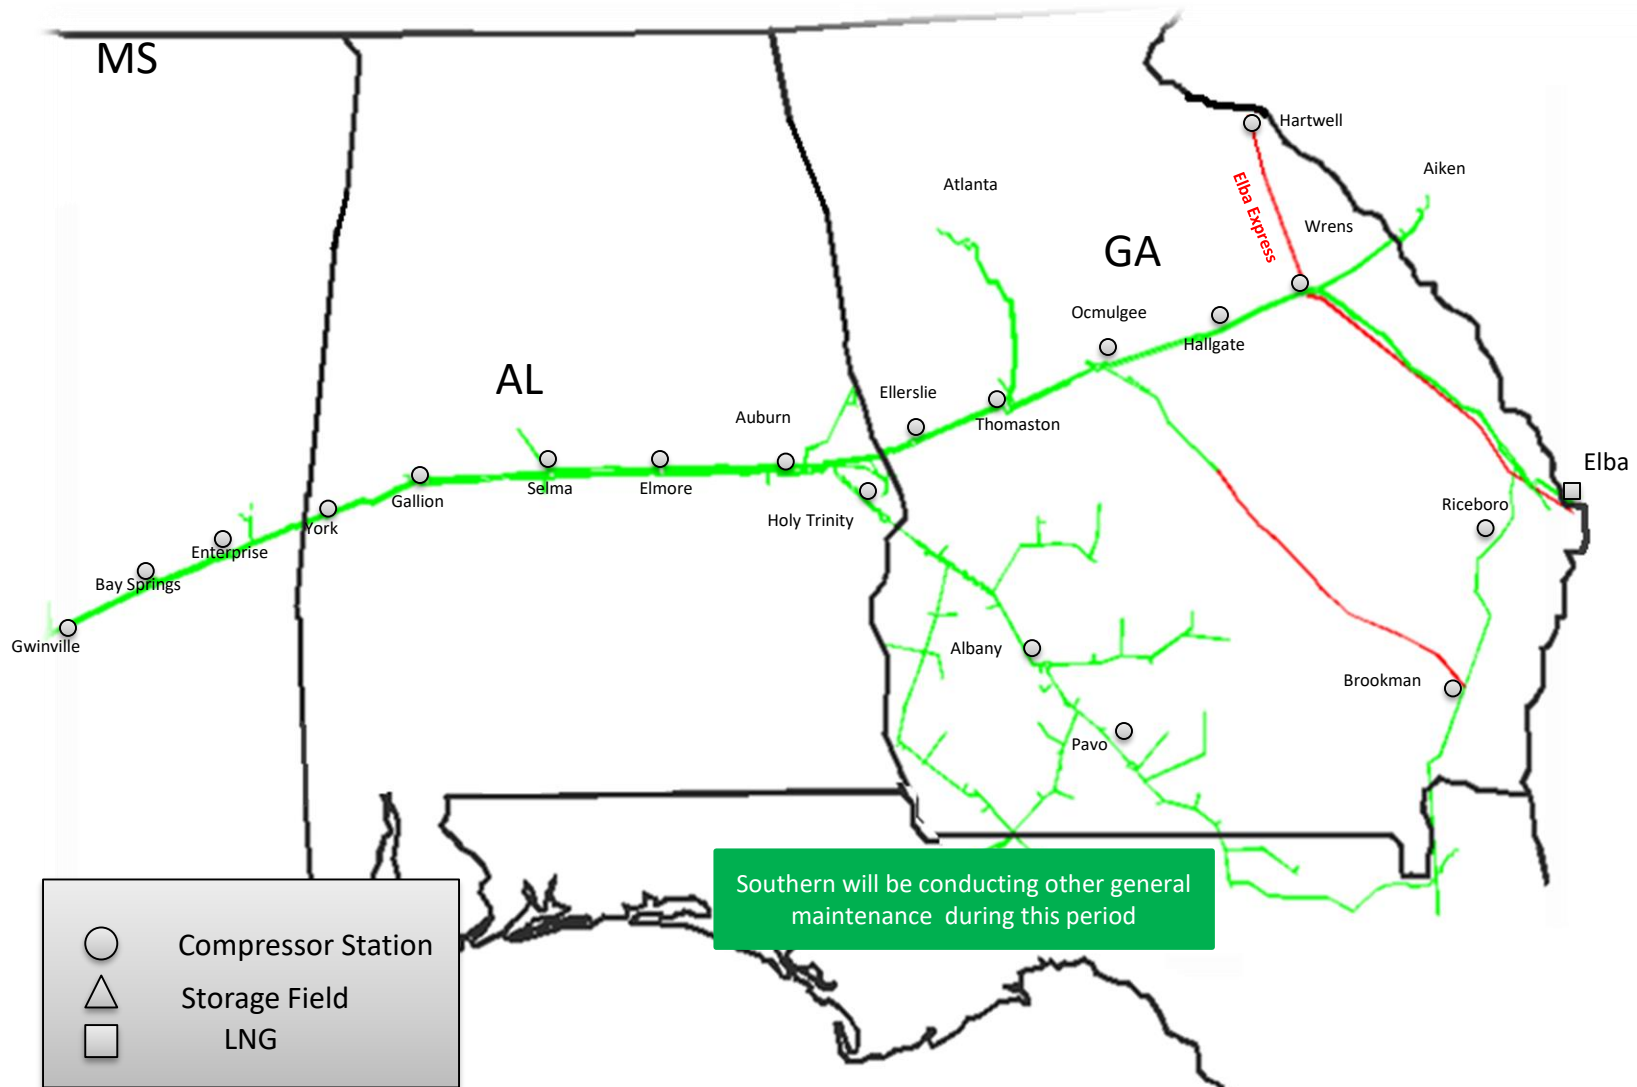 MS
Hartwell
Aiken
Atlanta
Elba Express
Wrens
GA
Ocmulgee
Hallgate
AL
Ellerslie
Auburn
Thomaston
Elba
Gallion
Selma
Elmore
Riceboro
Holy Trinity
York
Enterprise
Bay Springs
Gwinville
Albany
Brookman
Pavo
Southern will be conducting other general
maintenance during this period
Compressor Station
Storage Field
LNG